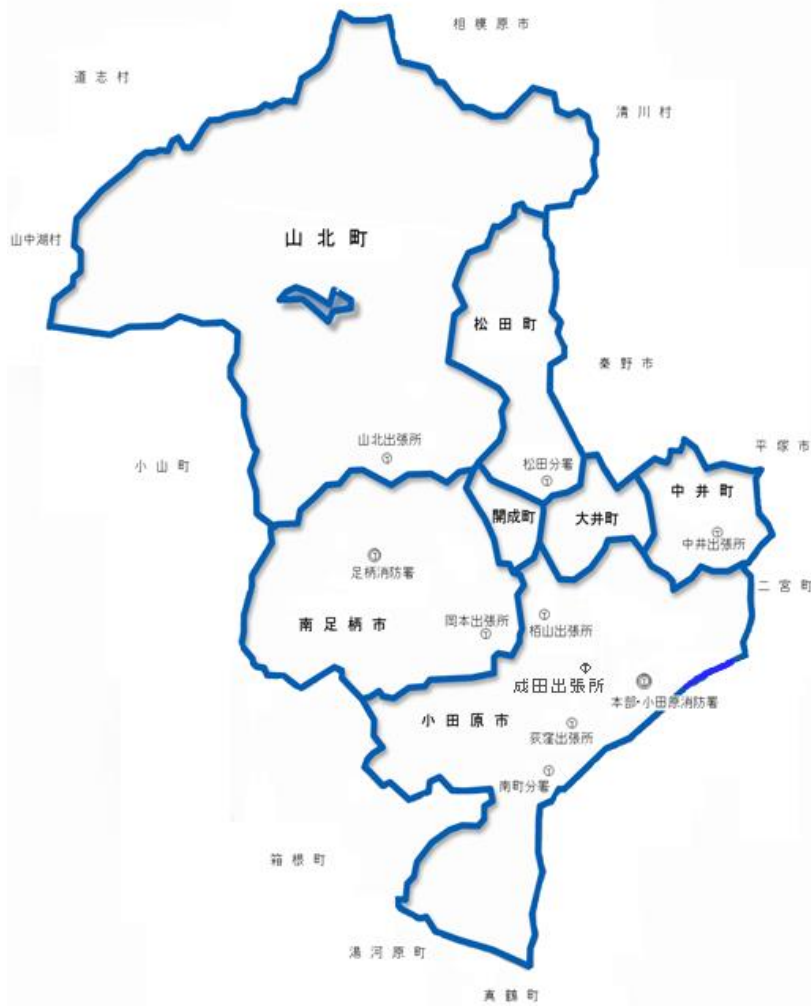 相模原市
道志村
清川村
山中湖村
山北町
松田町
秦野市
山北出張所
小山町
松田分署
平塚市
中井町
開成町
大井町
中井出張所
足柄消防署
二宮町
南足柄市
岡本出張所
栢山出張所
成田出張所
本部・小田原消防署
小田原市
荻窪出張所
南町分署
箱根町
湯河原町
真鶴町